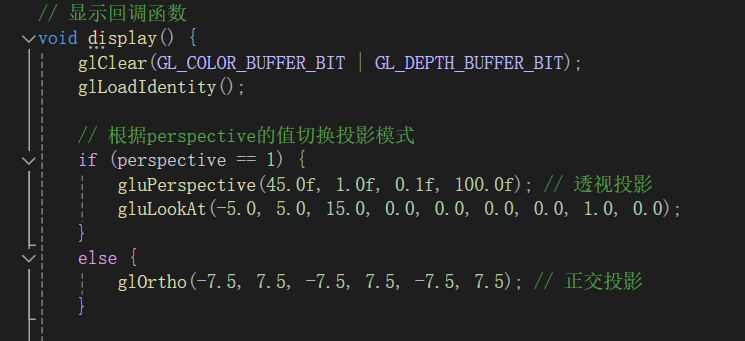 // 显示回调函数
void display() {
glClear(GL_COLOR_BUFFER_BIT | GL_DEPTH_BUFFER_BIT);
glLoadIdentity();
// 根据perspective的值切换投影模式
if (perspective == 1) {
gluPerspective(45.0f, 1.0f, 0.1f, 100.0f); // 透视投影
gluLookAt(-5.0, 5.0, 15.0, 0.0, 0.0, 0.0, 0.0, 1.0, 0.0);
}
else {
glOrtho(-7.5, 7.5, -7.5, 7.5, -7.5, 7.5); // 正交投影
}